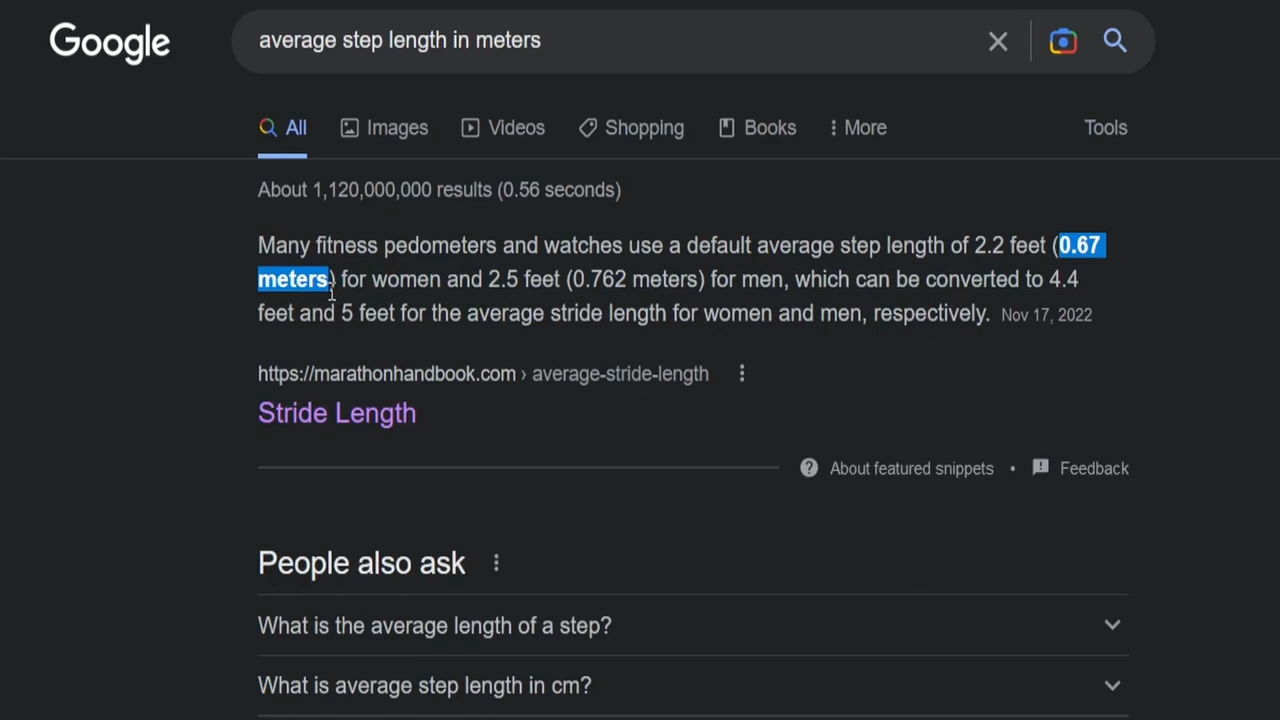 Google
average step length in meters
All Images Videos Shopping Books More Tools
About 1,120,000,000 results (0.56 seconds)
Many fitness pedometers and watches use a default average step length of 2.2 feet (0.67
meters) for women and 2.5 feet (0.762 meters) for men, which can be converted to 4.4
feet and 5 feet for the average stride length for women and men, respectively. Nov 17, 2022
https://marathonhandbook.com › average-stride-length
Stride Length
About featured snippets • Feedback
People also ask
What is the average length of a step?
What is average step length in cm?